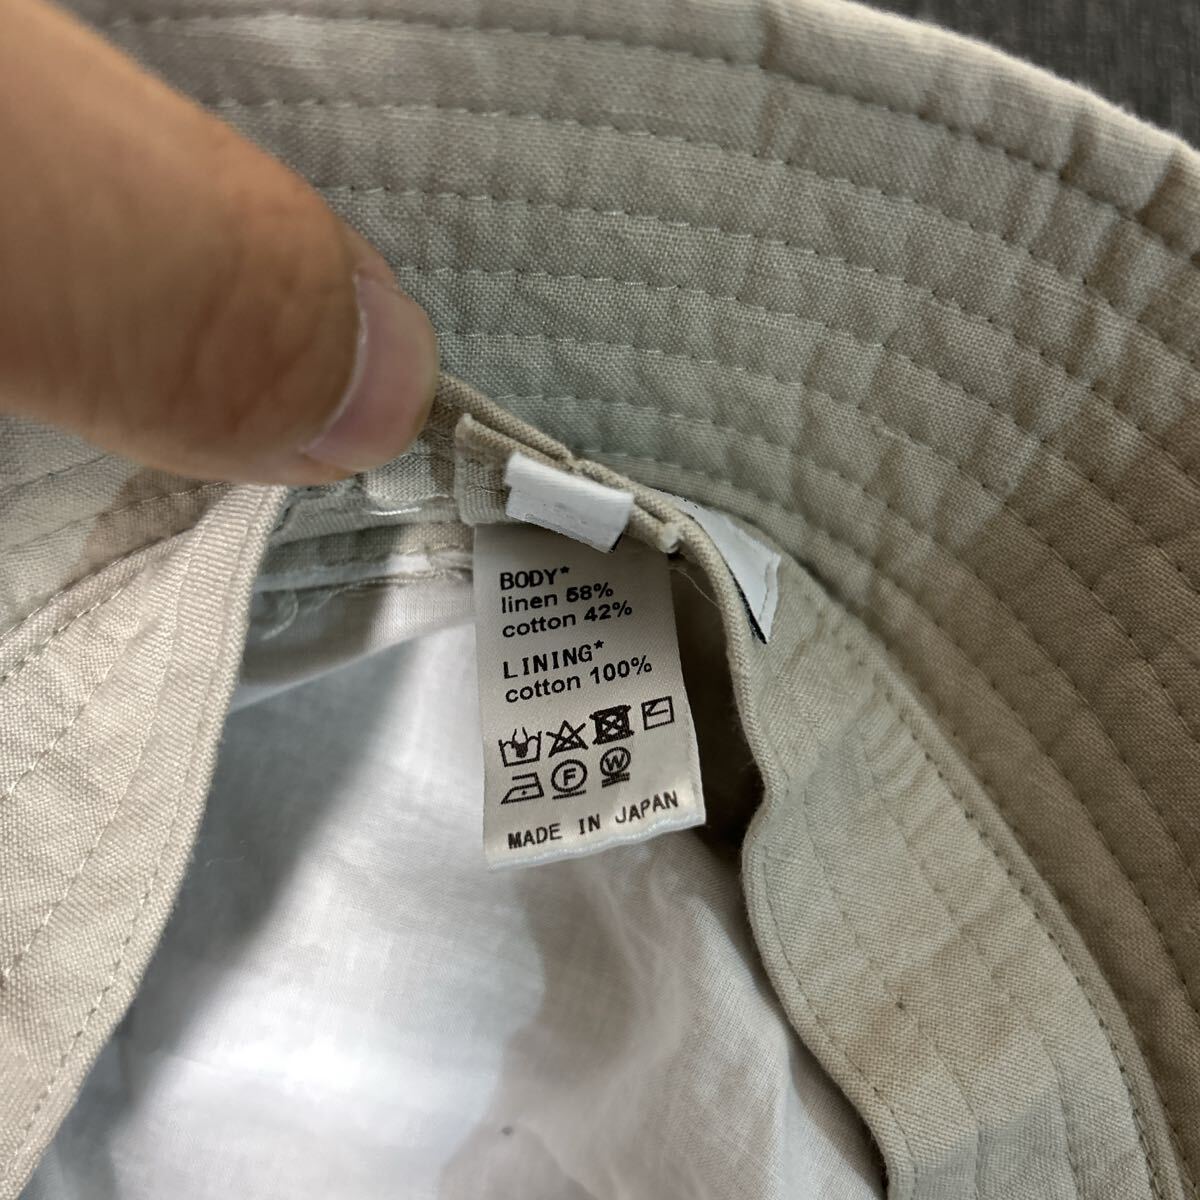 BODY*
linen 58%
cotton 42%
LINING*
cotton 100%
F W
MADE IN JAPAN